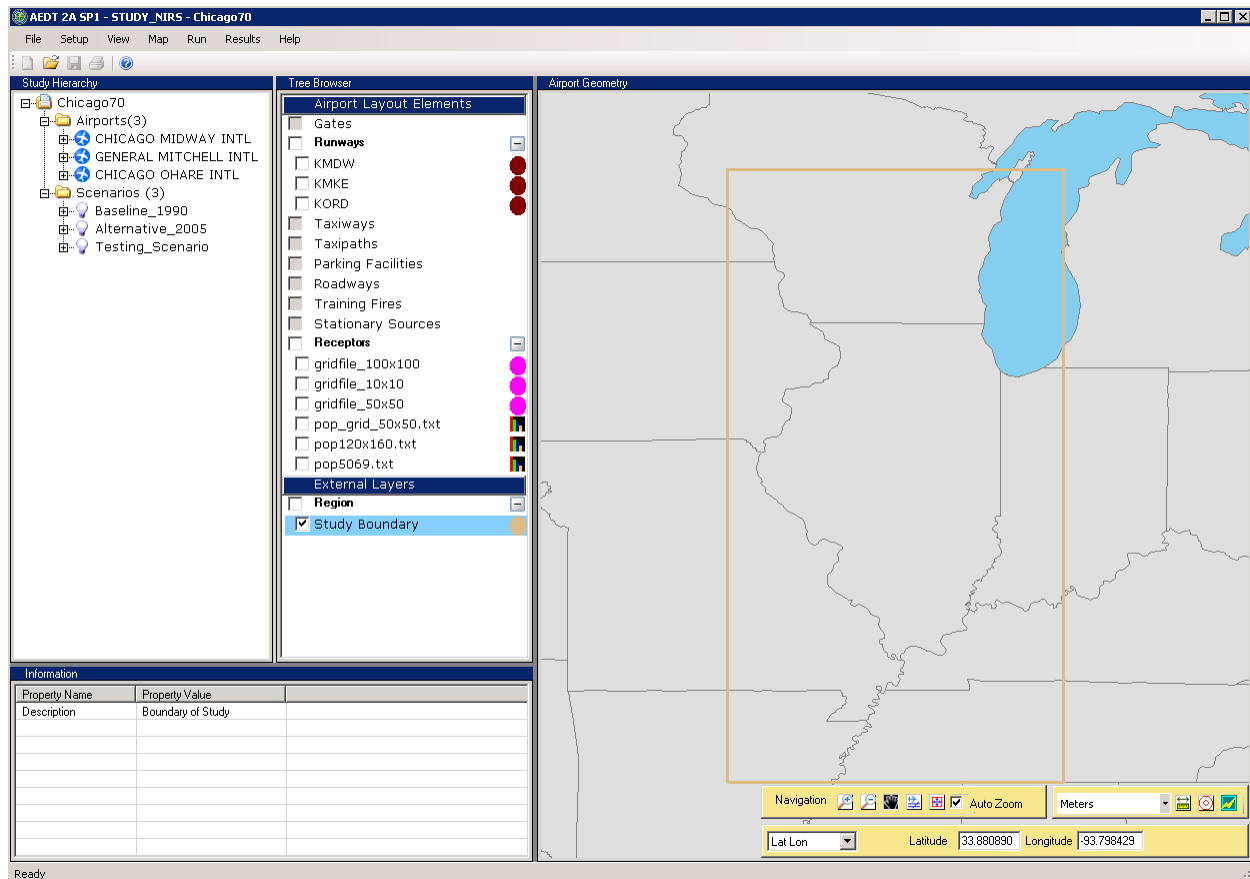 AEDT 2A SP1 - STUDY_NIRS - Chicago70
File Setup View Map Run Results Help
Study Hierarchy
Chicago70
Airports(3)
CHICAGO MIDWAY INTL
GENERAL MITCHELL INTL
CHICAGO OHARE INTL
Scenarios (3)
Baseline_1990
Alternative_2005
Testing_Scenario
Tree Browser
Airport Layout Elements
Gates
Runways
KMDW
KMKE
KORD
Taxiways
Taxipaths
Parking Facilities
Roadways
Training Fires
Stationary Sources
Receptors
gridfile_100x100
gridfile_10x10
gridfile_50x50
pop_grid_50x50.txt
pop120x160.txt
pop5069.txt
External Layers
Region
Study Boundary
Airport Geometry
Navigation Auto Zoom Meters
Lat Lon Latitude 33.880890 Longitude -93.798429
Information
Property Name Property Value
Description Boundary of Study
Ready